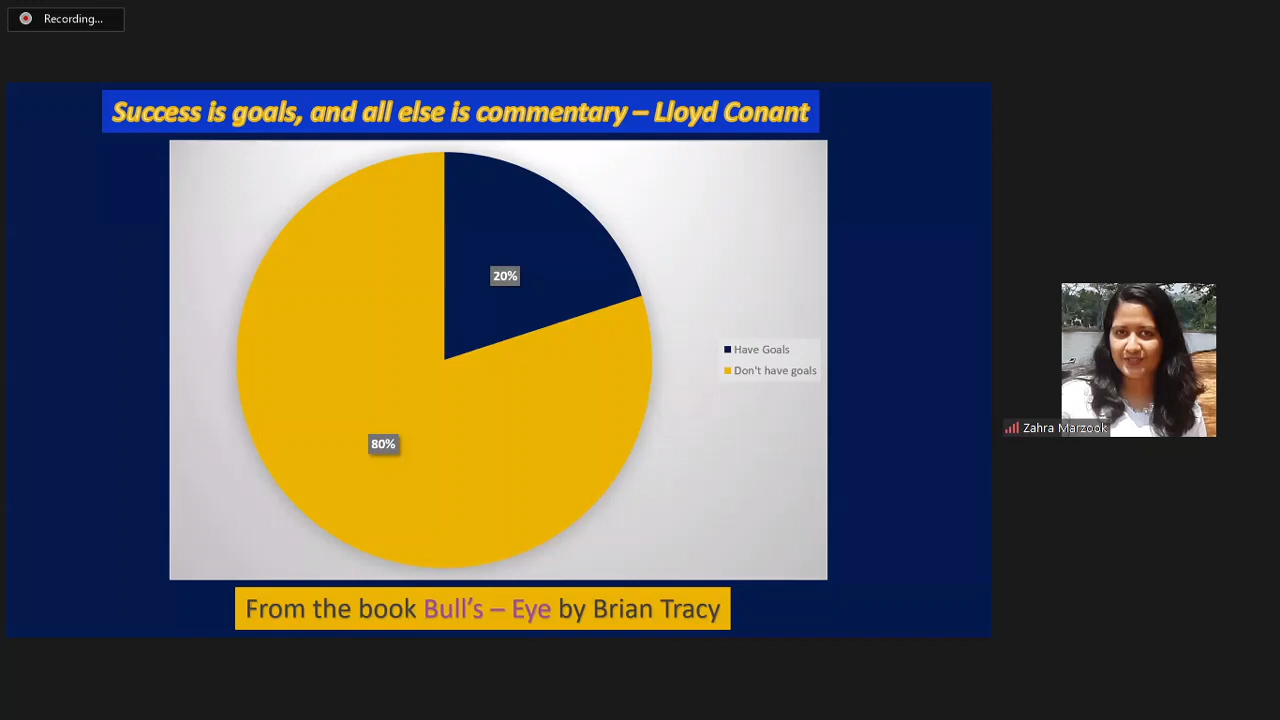 Recording...
Success is goals, and all else is commentary – Lloyd Conant
20%
80%
Have Goals
Don't have goals
From the book Bull's – Eye by Brian Tracy
Zahra Marzook